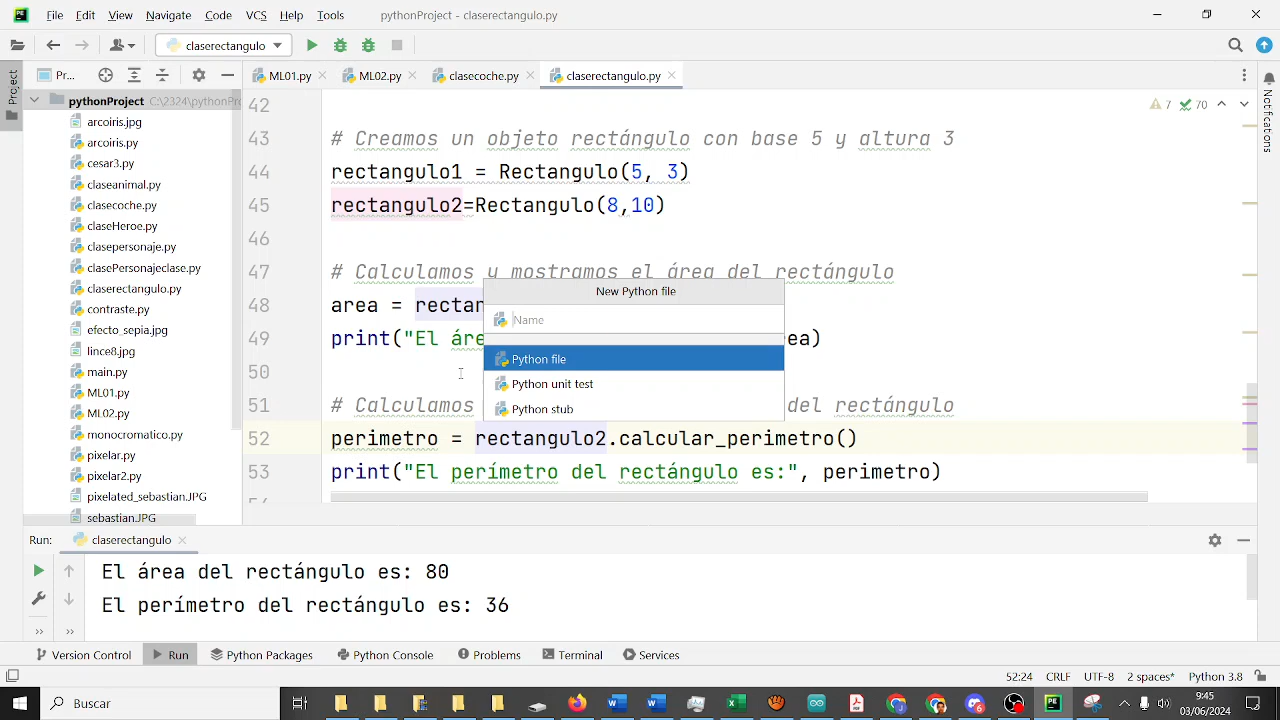 File Edit View Navigate Code VCS Help Tools pythonProject - claserectangulo.py
claserectangulo
Project
Pr...
ML01.py
ML02.py
clasecoche.py
claserectangulo.py
Notifications
pythonProject C:\2324\pythonPr
arcoiris.jpg
arcoiris.py
cesar3.py
claseanimal.py
clasecoche.py
claseHeroe.py
clasepersonaje.py
clasePersonajeclase.py
claserectangulo.py
contraste.py
efecto_sepia.jpg
lince8.jpg
main.py
ML01.py
ML02.py
monocromatico.py
pixelar.py
pixelar2.py
pixelated_sebastian.JPG
sebastian.JPG
7 70
42
43 # Creamos un objeto rectángulo con base 5 y altura 3
44 rectangulo1 = Rectangulo(5, 3)
45 rectangulo2=Rectangulo(8,10)
46
47 # Calculamos y mostramos el área del rectángulo
48 area = rectan
49 print("El áre ea)
50
51 # Calculamos del rectángulo
52 perimetro = rectangulo2.calcular_perimetro()
53 print("El perímetro del rectángulo es:", perimetro)
New Python file
Name
Python file
Python unit test
Python stub
Run: claserectangulo
El área del rectángulo es: 80
El perímetro del rectángulo es: 36
Version Control Run Python Packages Python Console Problems Terminal Services
52:24 CRLF UTF-8 2 spaces* Python 3.8
Buscar
9:45
03/06/2024